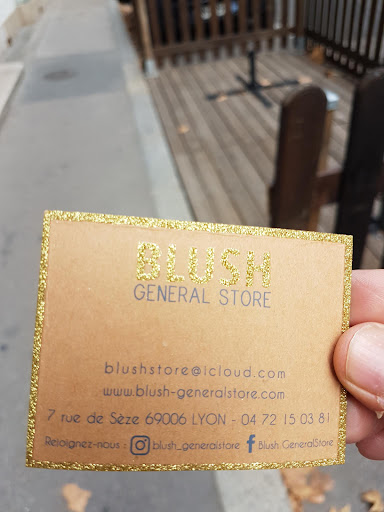 BLUSH
GENERAL STORE
blushstore@icloud.com
www.blush-generalstore.com
7 rue de Sèze 69006 LYON - 04 72 15 03 81
Rejoignez-nous : blush_generalstore f Blush GeneralStore